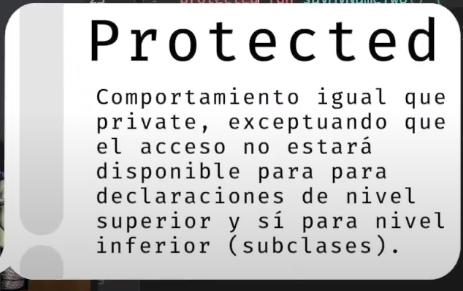 Protected
Comportamiento igual que
private, exceptuando que
el acceso no estará
disponible para para
declaraciones de nivel
superior y sí para nivel
inferior (subclases).